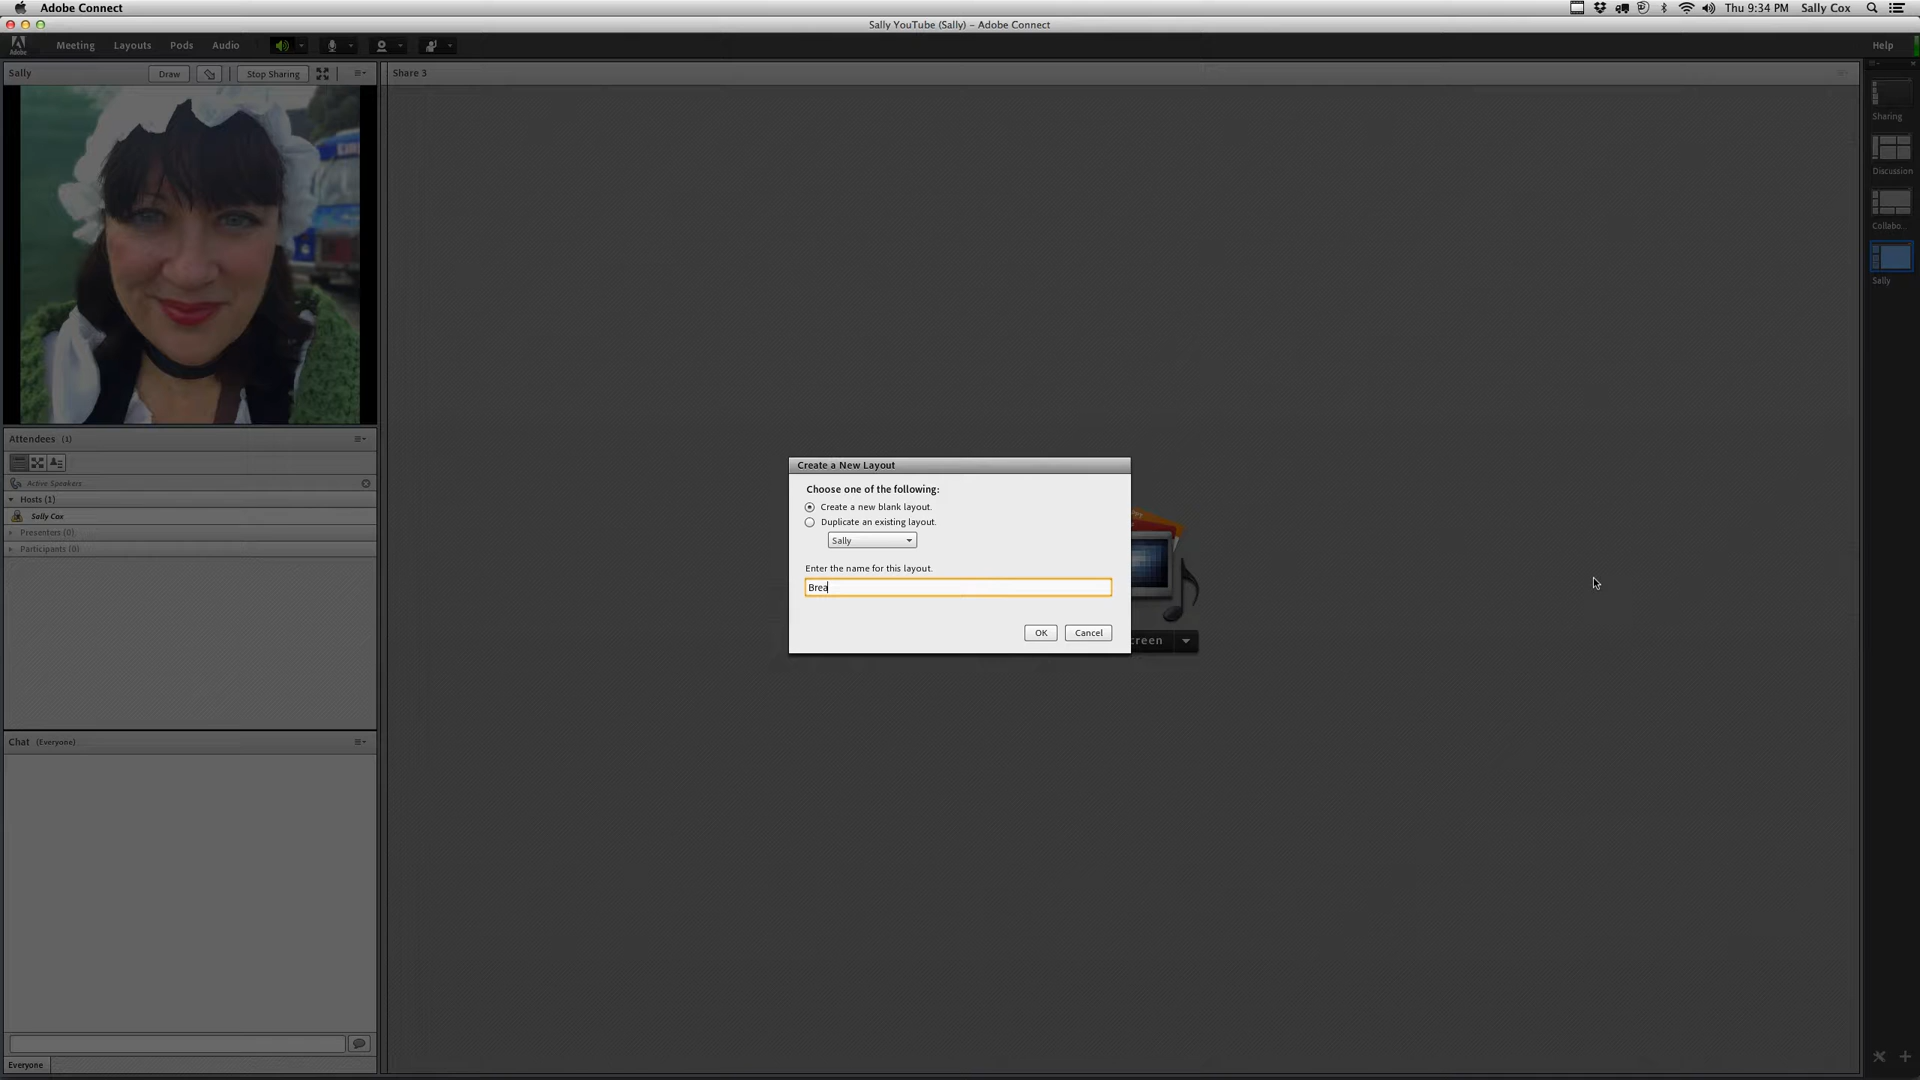 Adobe Connect
Thu 9:34 PM Sally Cox
Sally YouTube (Sally) – Adobe Connect
Adobe
Meeting Layouts Pods Audio
Help
Sally
Draw
Stop Sharing
Share 3
Sharing
Discussion
Collabo...
Sally
Attendees (1)
Active Speakers
Hosts (1)
Sally Cox
Presenters (0)
Participants (0)
Create a New Layout
Choose one of the following:
Create a new blank layout.
Duplicate an existing layout.
Sally
Enter the name for this layout.
Brea
OK Cancel
creen
Chat (Everyone)
Everyone